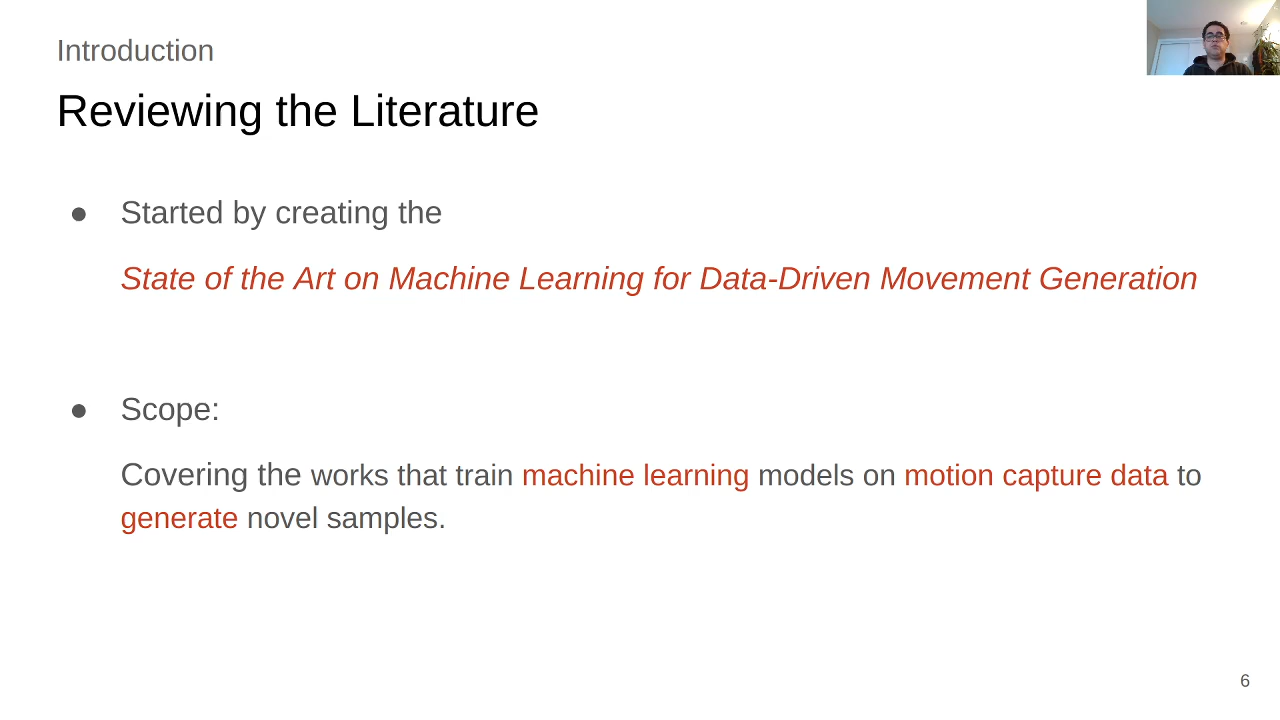 Introduction
Reviewing the Literature
● Started by creating the
State of the Art on Machine Learning for Data-Driven Movement Generation
● Scope:
Covering the works that train machine learning models on motion capture data to
generate novel samples.
6